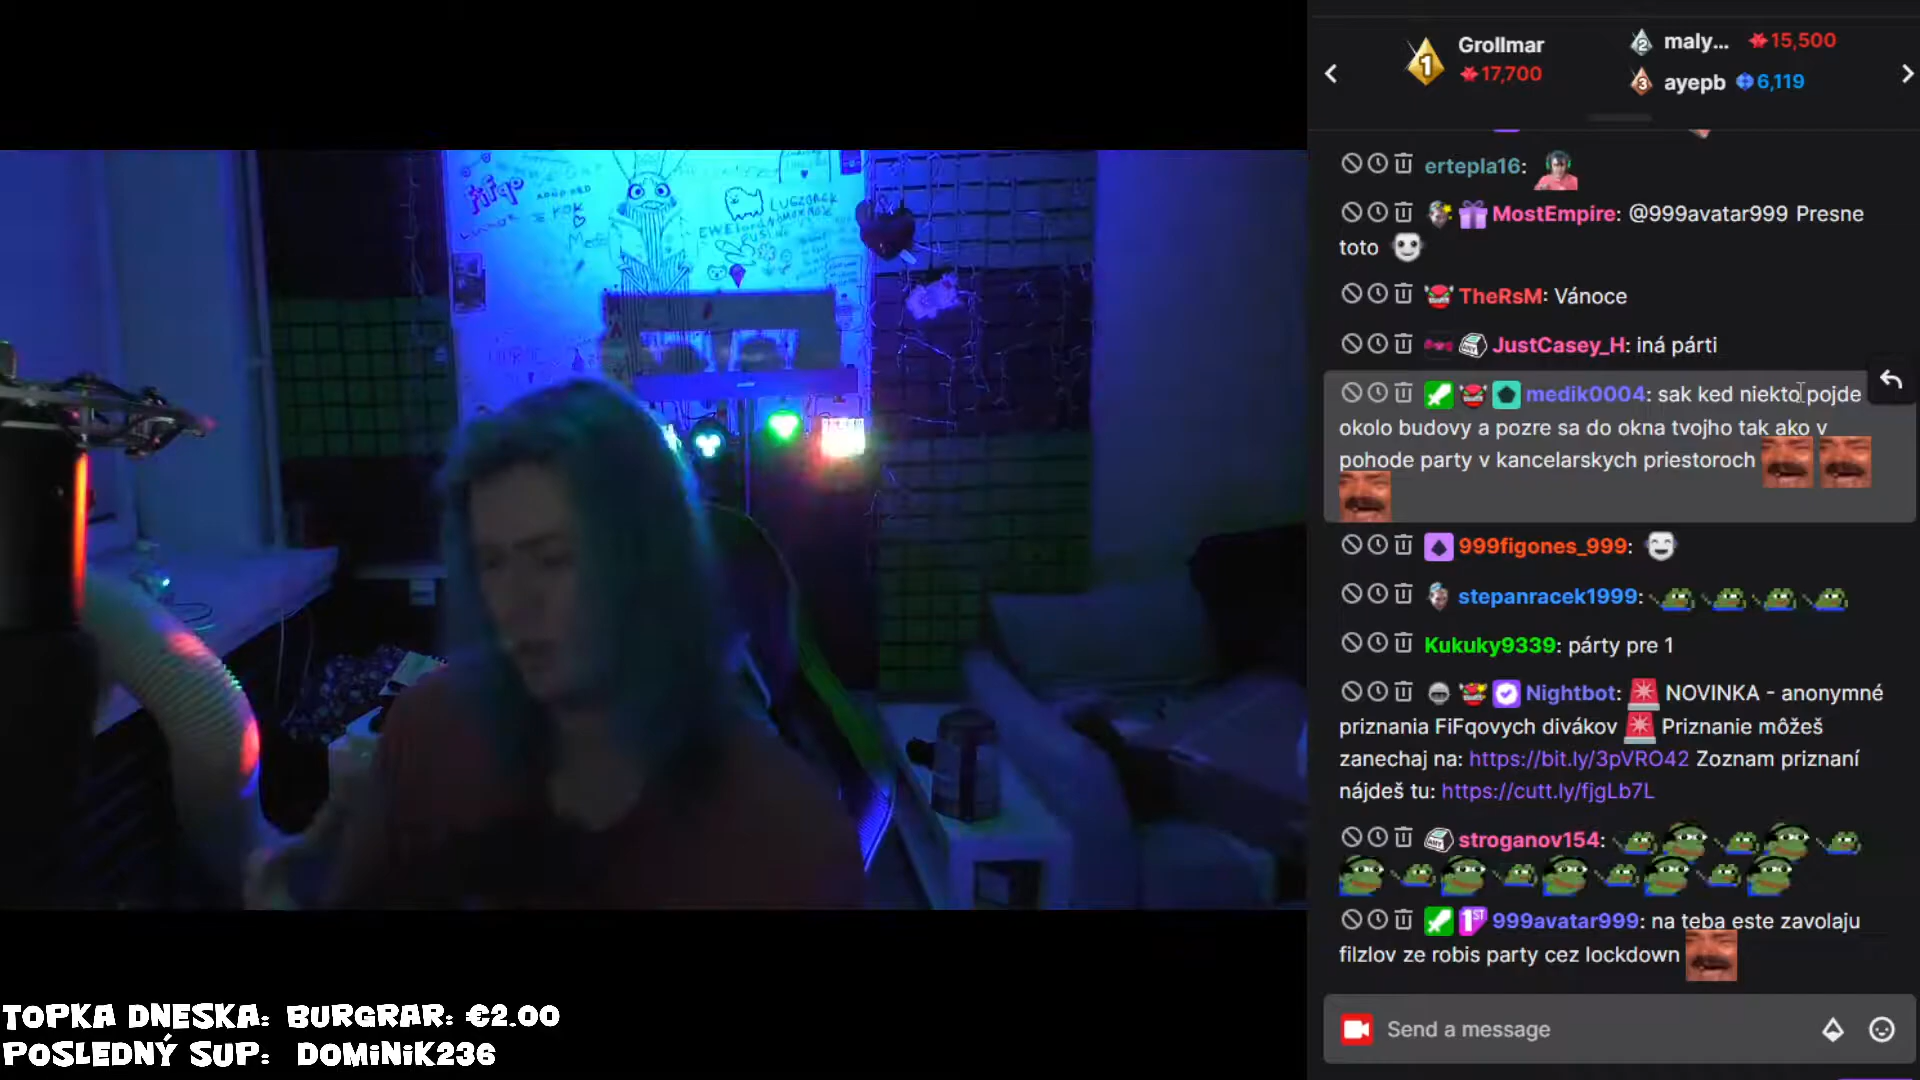 Grollmar
17,700
maly...
15,500
ayepb
6,119
ertepla16:
MostEmpire: @999avatar999 Presne
toto
TheRsM: Vánoce
JustCasey_H: iná párti
medik0004: sak ked niekto pojde
okolo budovy a pozre sa do okna tvojho tak ako v
pohode party v kancelarskych priestoroch
999figones_999:
stepanracek1999:
Kukuky9339: párty pre 1
Nightbot: NOVINKA - anonymné
priznania FiFqovych divákov Priznanie môžeš
zanechaj na: https://bit.ly/3pVRO42 Zoznam priznaní
nájdeš tu: https://cutt.ly/fjgLb7L
stroganov154:
999avatar999: na teba este zavolaju
filzlov ze robis party cez lockdown
Send a message
FiFqo
TOPKA DNESKA: BURGRAR: €2.00
POSLEDNÝ SUP: DOMiNiK236